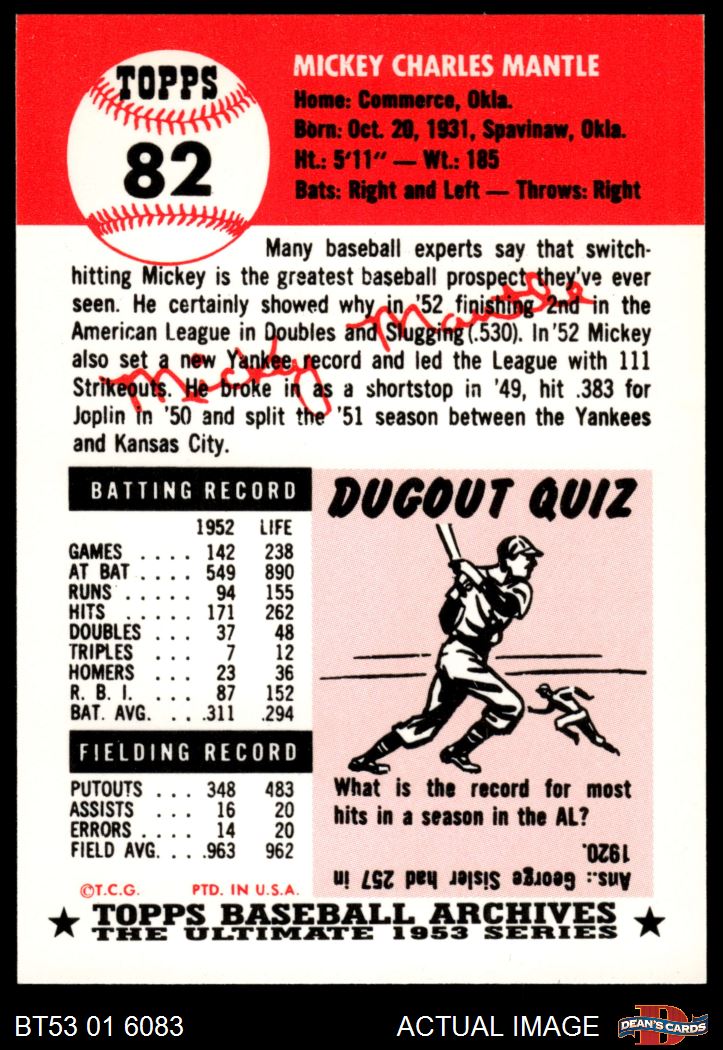 TOPPS
82
MICKEY CHARLES MANTLE
Home: Commerce, Okla.
Born: Oct. 20, 1931, Spavinaw, Okla.
Ht.: 5'11" — Wt.: 185
Bats: Right and Left — Throws: Right
Many baseball experts say that switch-
hitting Mickey is the greatest baseball prospect they've ever
seen. He certainly showed why in '52 finishing 2nd in the
American League in Doubles and Slugging (.530). In '52 Mickey
also set a new Yankee record and led the League with 111
Strikeouts. He broke in as a shortstop in '49, hit .383 for
Joplin in '50 and split the '51 season between the Yankees
and Kansas City.
Mickey Mantle
BATTING RECORD
1952 LIFE
GAMES .... 142 238
AT BAT .... 549 890
RUNS ..... 94 155
HITS ..... 171 262
DOUBLES ... 37 48
TRIPLES ... 7 12
HOMERS ... 23 36
R. B. I. .... 87 152
BAT. AVG. ... .311 .294
FIELDING RECORD
PUTOUTS ... 348 483
ASSISTS ... 16 20
ERRORS .... 14 20
FIELD AVG. ... .963 962
©T.C.G. PTD. IN U.S.A.
DUGOUT QUIZ
What is the record for most
hits in a season in the AL?
Ans.: George Sisler had 257 in
1920.
★ TOPPS BASEBALL ARCHIVES ★
THE ULTIMATE 1953 SERIES
BT53 01 6083
ACTUAL IMAGE
D
DEAN'S CARDS